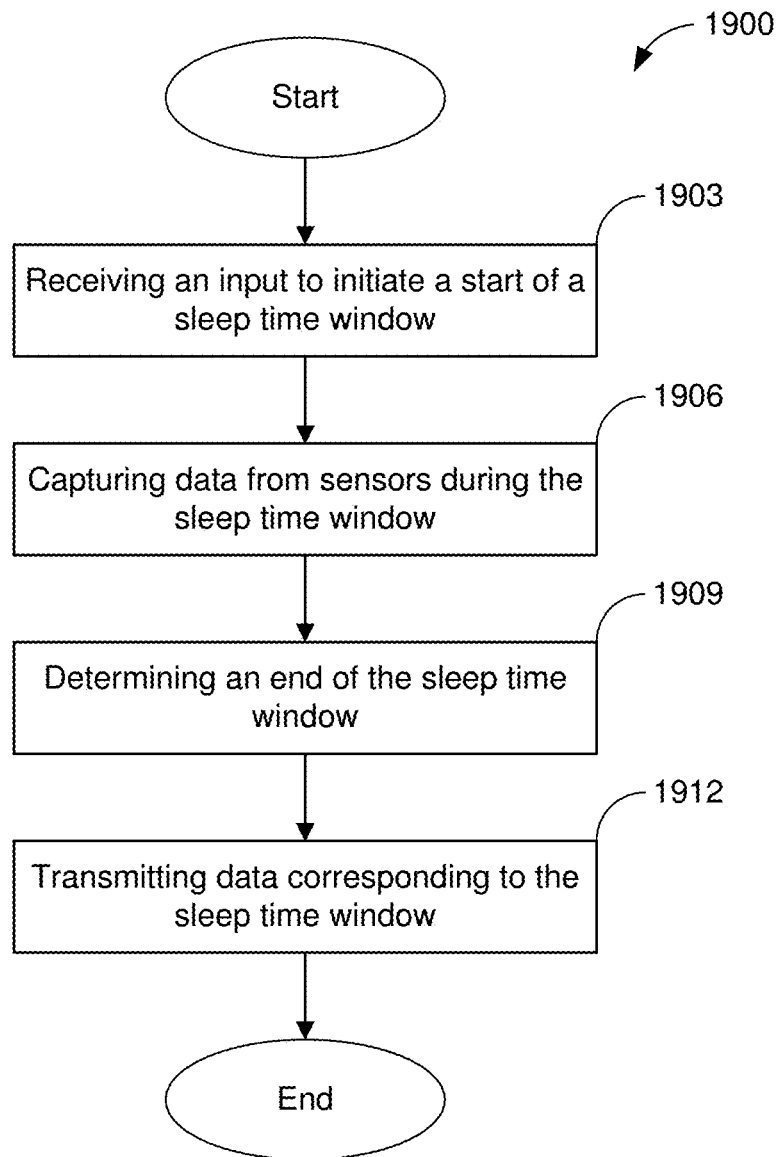 1900
Start
1903
Receiving an input to initiate a start of a
sleep time window
1906
Capturing data from sensors during the
sleep time window
1909
Determining an end of the sleep time
window
1912
Transmitting data corresponding to the
sleep time window
End